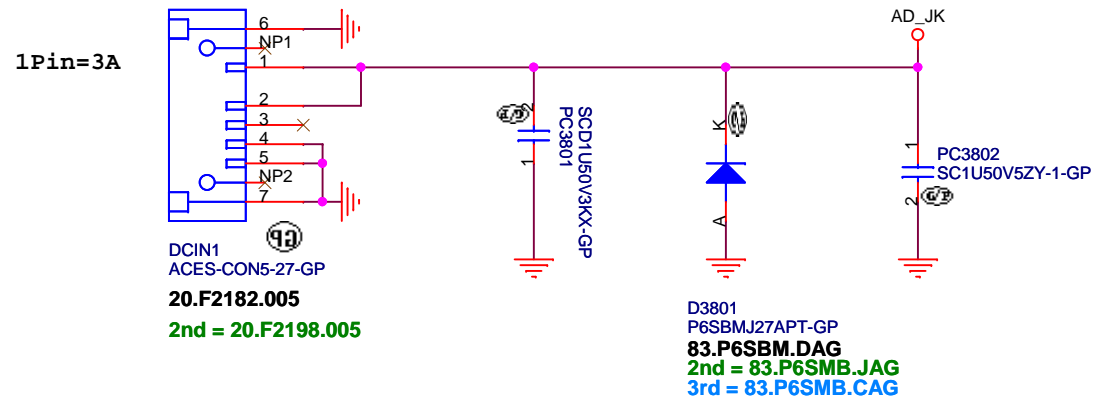 1Pin=3A
6
NP1
1
2
3
4
5
NP2
7
GP
DCIN1
ACES-CON5-27-GP
20.F2182.005
2nd = 20.F2198.005
2
1
G/P
SCD1U50V3KX-GP
PC3801
K
A
D3801
P6SBMJ27APT-GP
83.P6SBM.DAG
2nd = 83.P6SMB.JAG
3rd = 83.P6SMB.CAG
AD_JK
1
2
PC3802
SC1U50V5ZY-1-GP
G/P